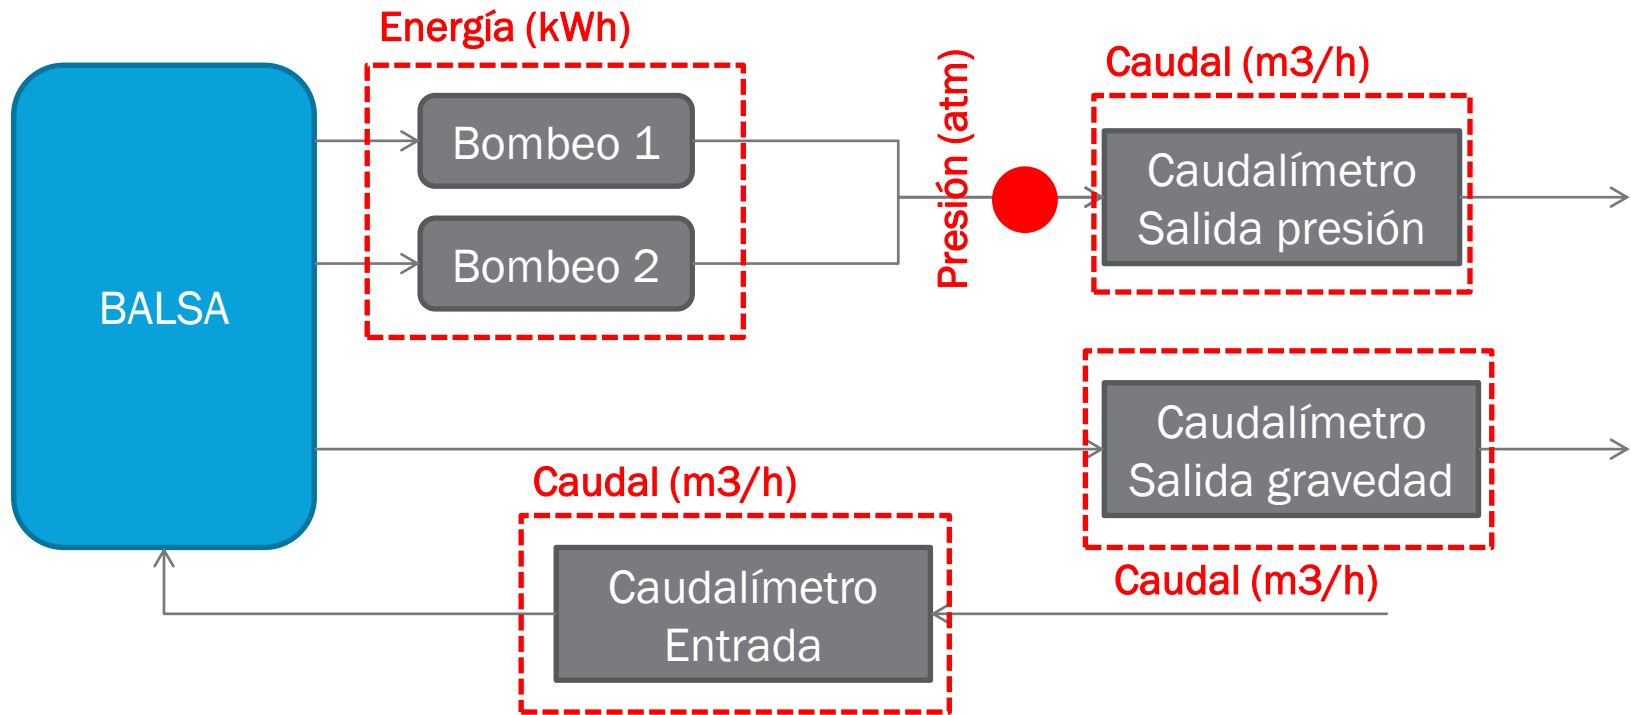 Energía (kWh)
Caudal (m3/h)
Presión (atm)
Bombeo 1
Caudalímetro
Salida presión
Bombeo 2
BALSA
Caudalímetro
Salida gravedad
Caudal (m3/h)
Caudal (m3/h)
Caudalímetro
Entrada